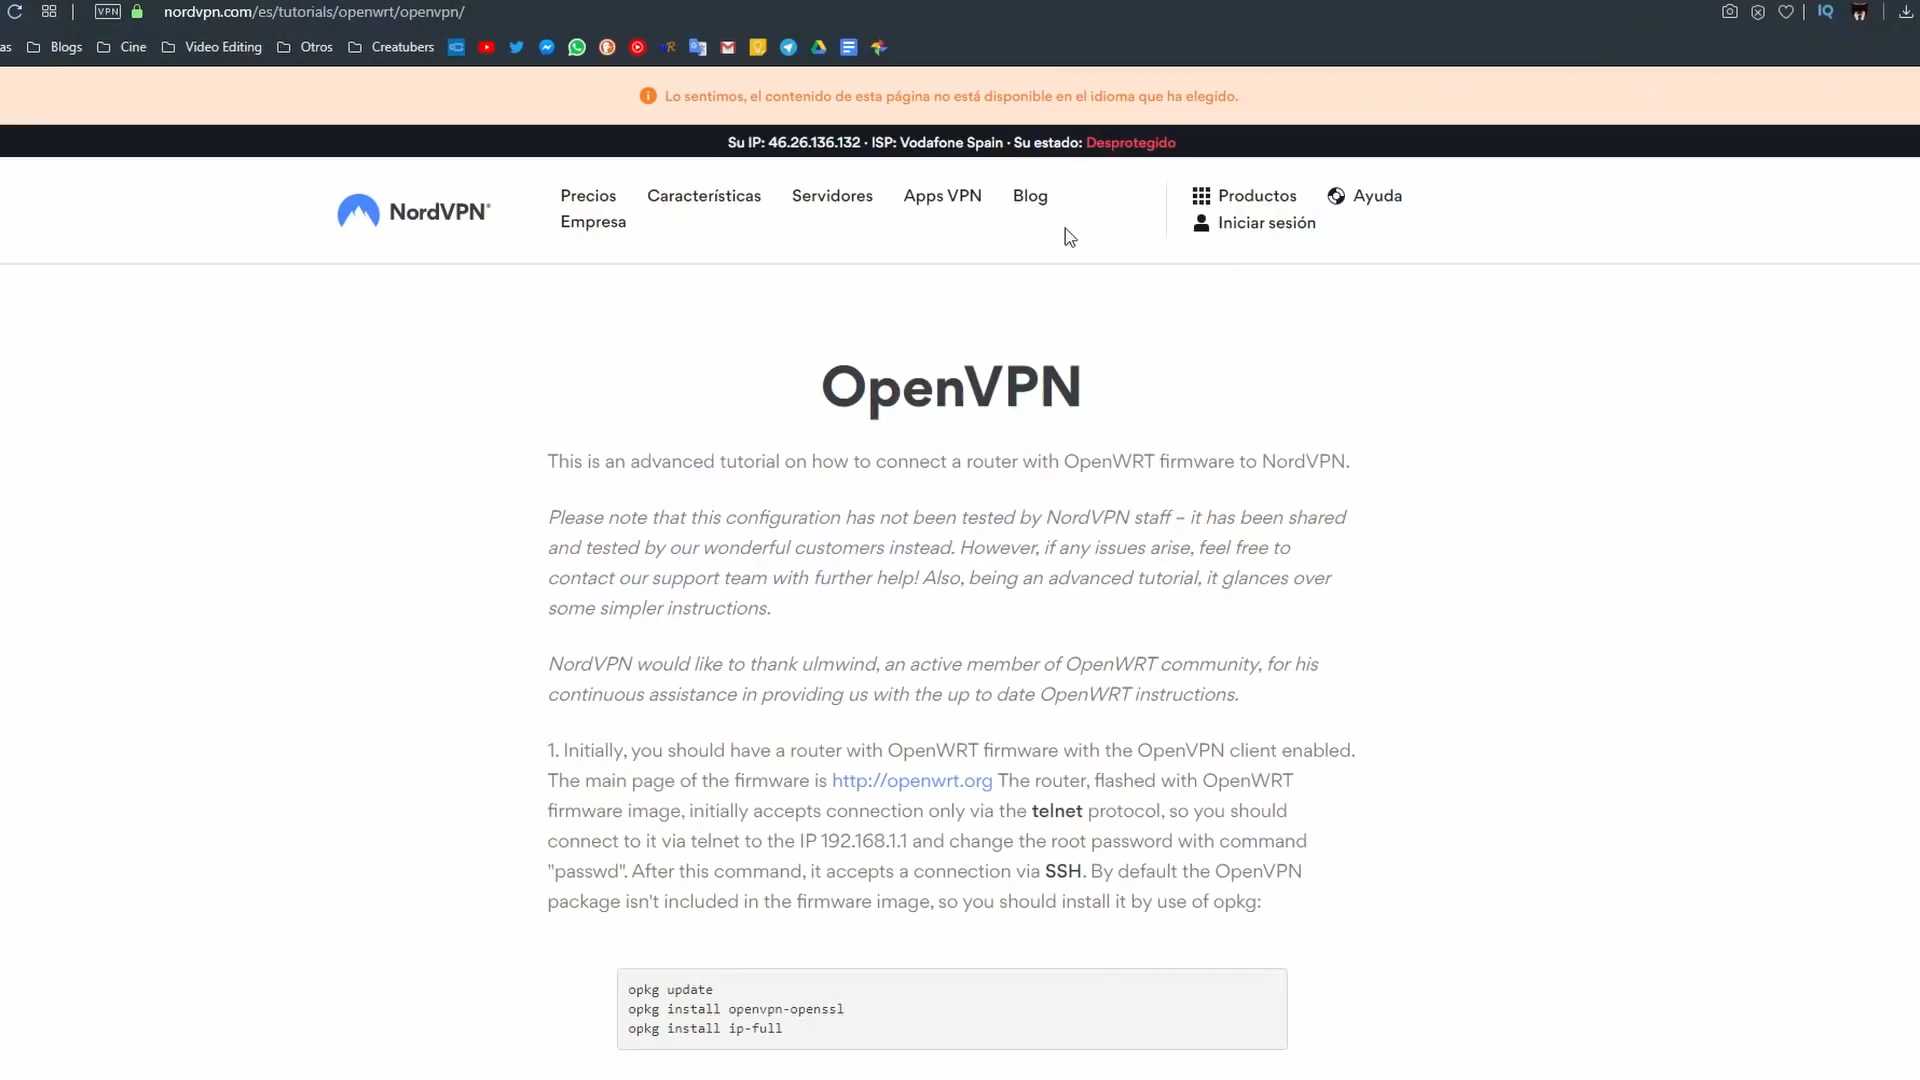 VPN
nordvpn.com/es/tutorials/openwrt/openvpn/
IQ
as
Blogs
Cine
Video Editing
Otros
Creatubers
Lo sentimos, el contenido de esta página no está disponible en el idioma que ha elegido.
Su IP: 46.26.136.132 · ISP: Vodafone Spain · Su estado: Desprotegido
NordVPN®
Precios
Características
Servidores
Apps VPN
Blog
Empresa
Productos
Ayuda
Iniciar sesión
OpenVPN
This is an advanced tutorial on how to connect a router with OpenWRT firmware to NordVPN.
Please note that this configuration has not been tested by NordVPN staff – it has been shared
and tested by our wonderful customers instead. However, if any issues arise, feel free to
contact our support team with further help! Also, being an advanced tutorial, it glances over
some simpler instructions.
NordVPN would like to thank ulmwind, an active member of OpenWRT community, for his
continuous assistance in providing us with the up to date OpenWRT instructions.
1. Initially, you should have a router with OpenWRT firmware with the OpenVPN client enabled.
The main page of the firmware is http://openwrt.org The router, flashed with OpenWRT
firmware image, initially accepts connection only via the telnet protocol, so you should
connect to it via telnet to the IP 192.168.1.1 and change the root password with command
"passwd". After this command, it accepts a connection via SSH. By default the OpenVPN
package isn't included in the firmware image, so you should install it by use of opkg:
opkg update
opkg install openvpn-openssl
opkg install ip-full